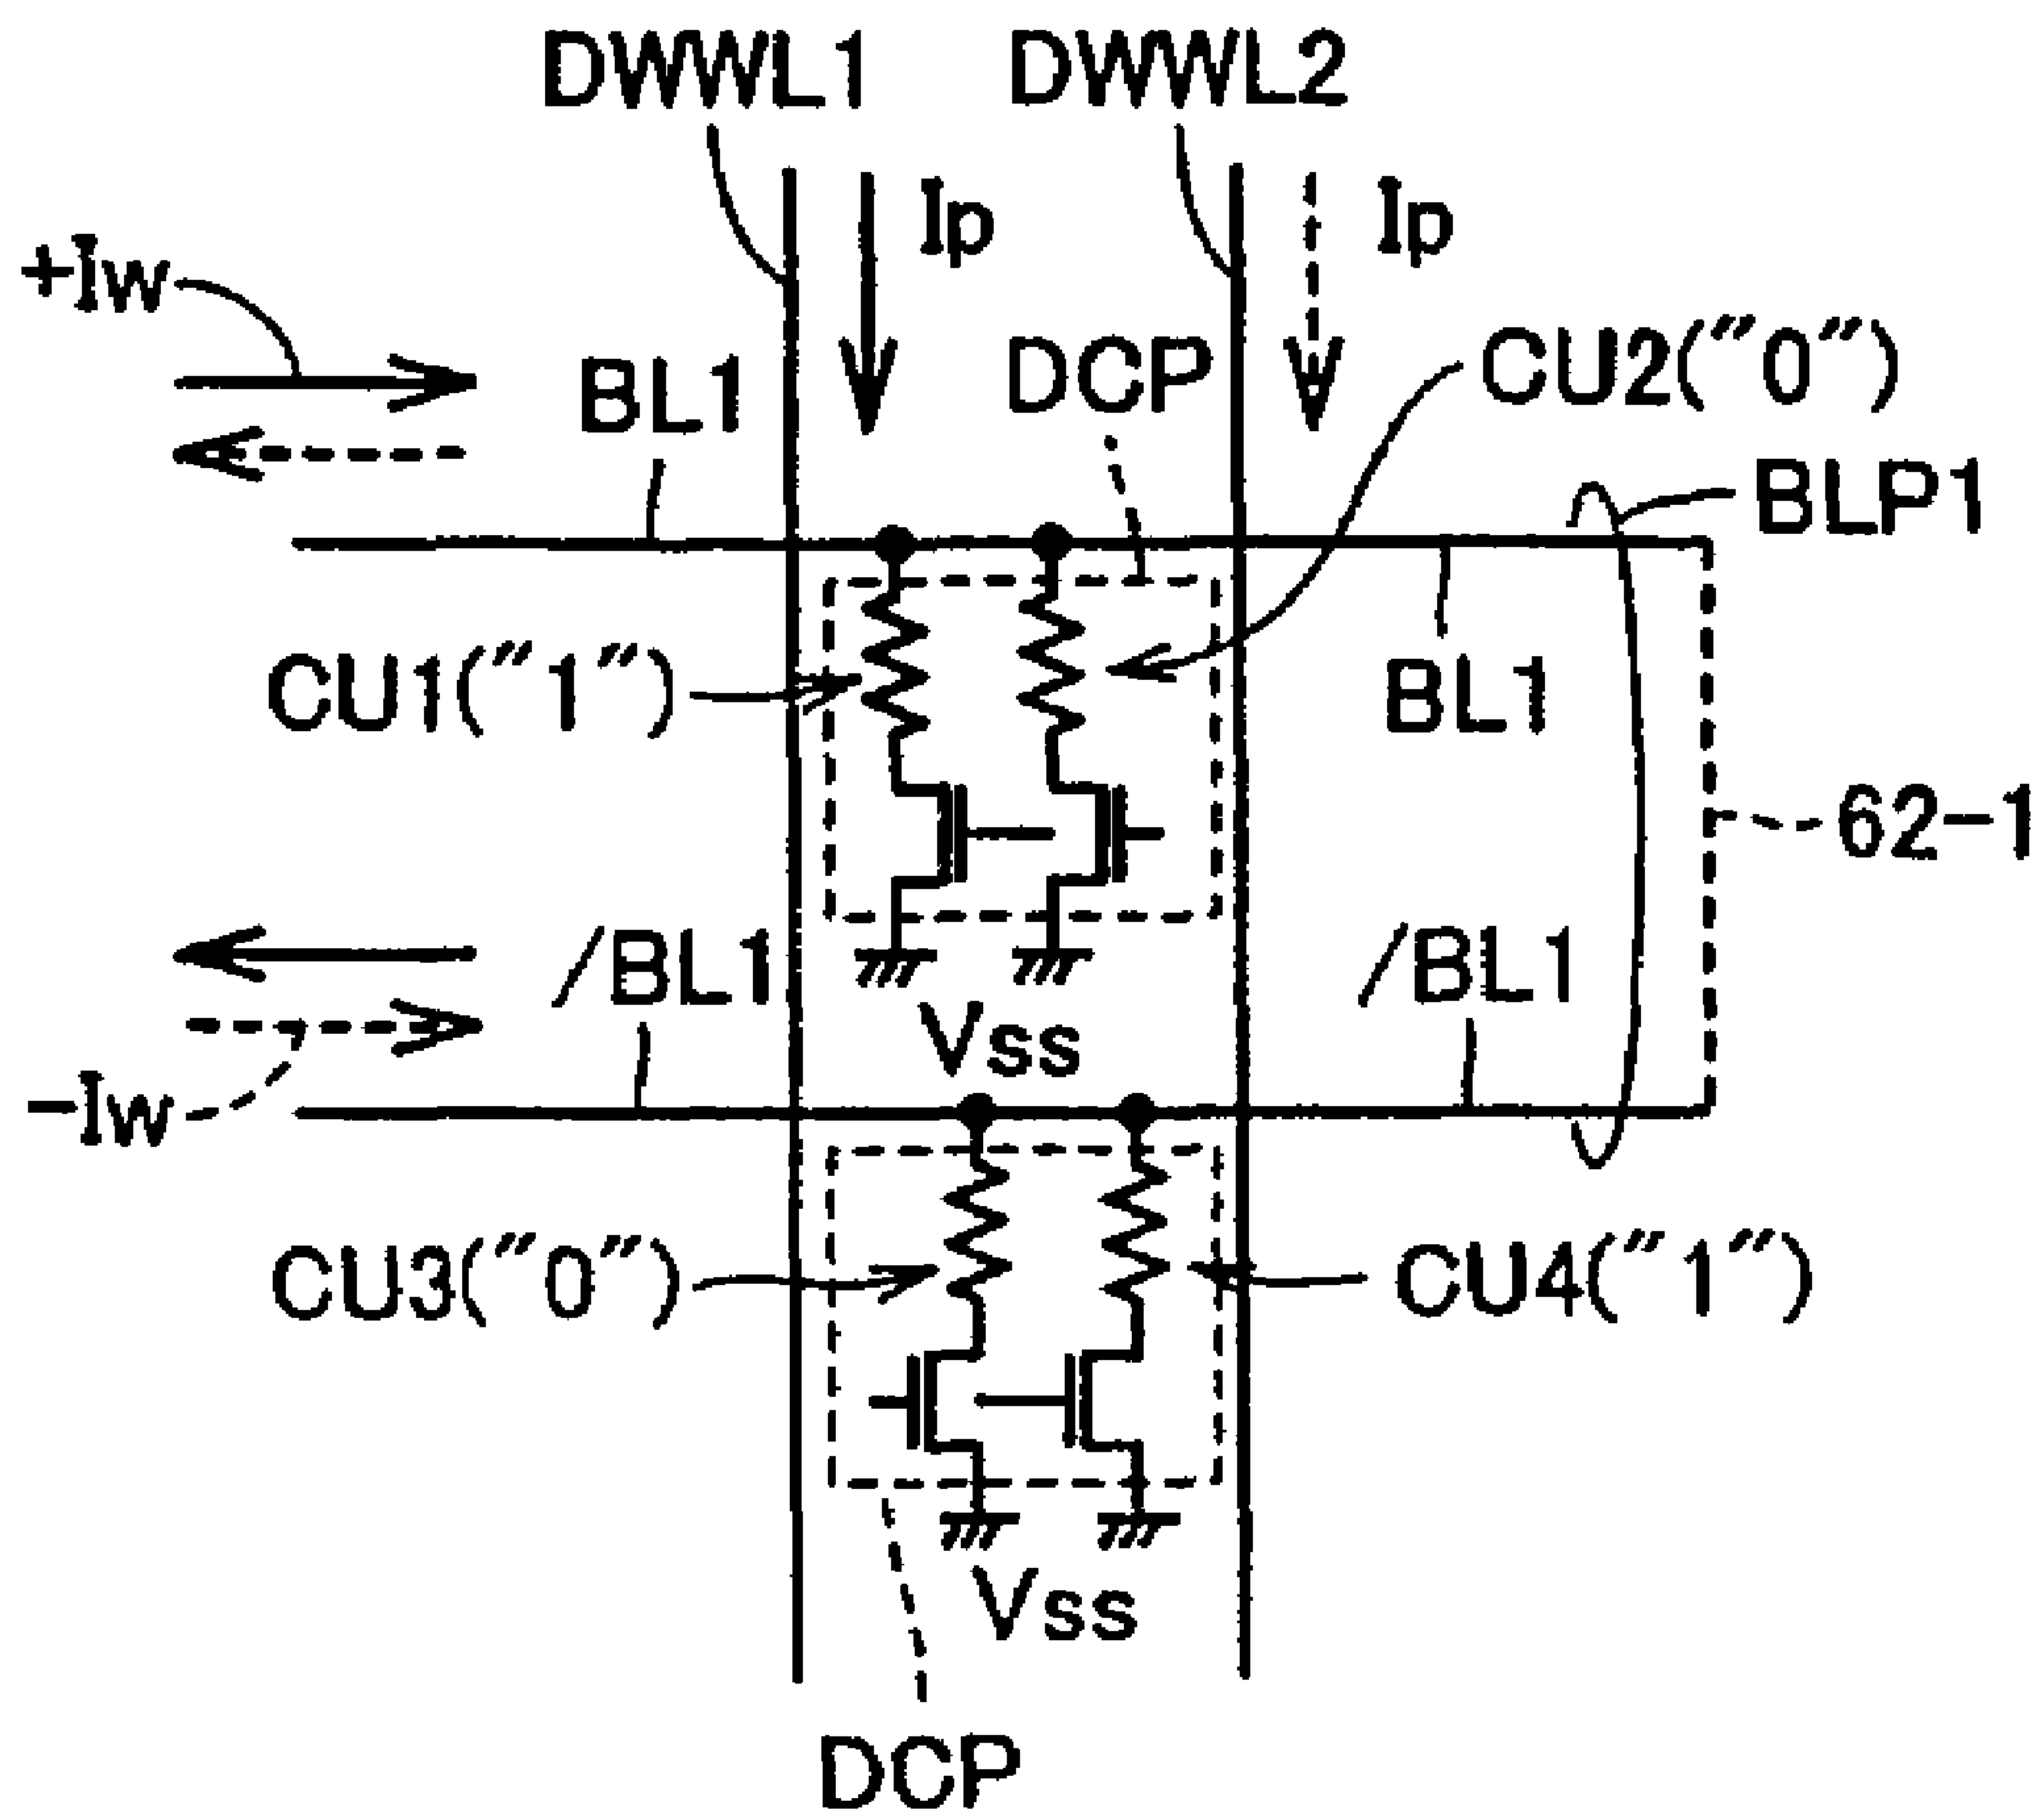 DWWL1 DWWL2
Ip Ip
+Iw
BL1 DCP CU2("0")
BLP1
CU1("1") BL1
62-1
/BL1 /BL1
Vss
-Iw
CU3("0") CU4("1")
Vss
DCP